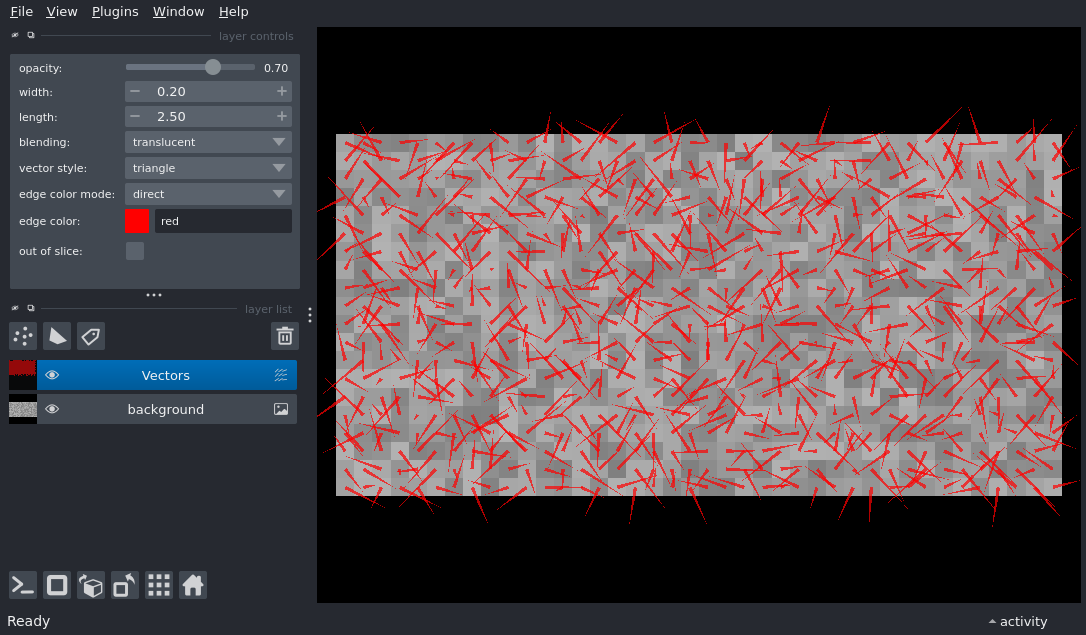 File View Plugins Window Help
layer controls
opacity: 0.70
width: − 0.20 +
length: − 2.50 +
blending: translucent
vector style: triangle
edge color mode: direct
edge color: red
out of slice:
layer list
Vectors
background
Ready
activity